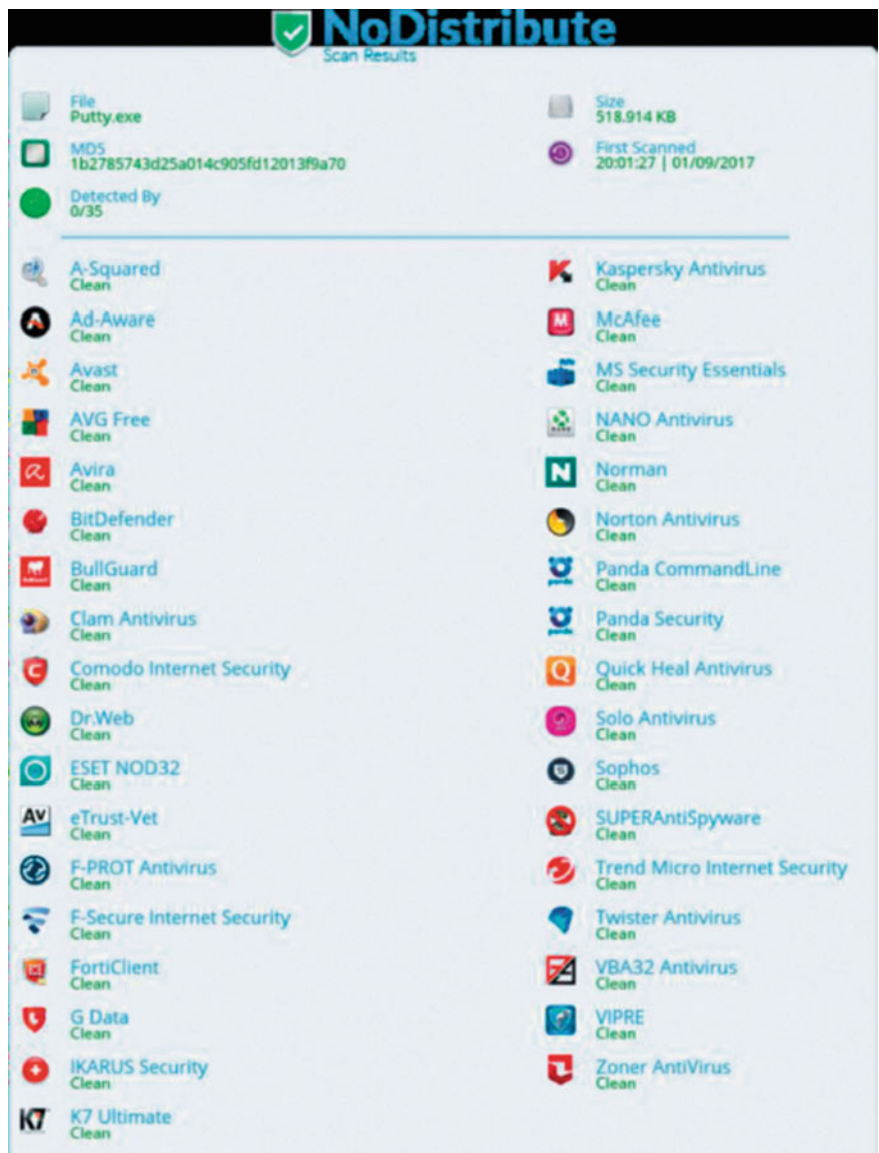 NoDistribute
Scan Results
File
Putty.exe
Size
518.914 KB
MD5
1b2785743d25a014c905fd12013f9a70
First Scanned
20:01:27 | 01/09/2017
Detected By
0/35
A-Squared
Clean
Ad-Aware
Clean
Avast
Clean
AVG Free
Clean
Avira
Clean
BitDefender
Clean
BullGuard
Clean
Clam Antivirus
Clean
Comodo Internet Security
Clean
Dr.Web
Clean
ESET NOD32
Clean
eTrust-Vet
Clean
F-PROT Antivirus
Clean
F-Secure Internet Security
Clean
FortiClient
Clean
G Data
Clean
IKARUS Security
Clean
K7 Ultimate
Clean
Kaspersky Antivirus
Clean
McAfee
Clean
MS Security Essentials
Clean
NANO Antivirus
Clean
Norman
Clean
Norton Antivirus
Clean
Panda CommandLine
Clean
Panda Security
Clean
Quick Heal Antivirus
Clean
Solo Antivirus
Clean
Sophos
Clean
SUPERAntiSpyware
Clean
Trend Micro Internet Security
Clean
Twister Antivirus
Clean
VBA32 Antivirus
Clean
VIPRE
Clean
Zoner AntiVirus
Clean